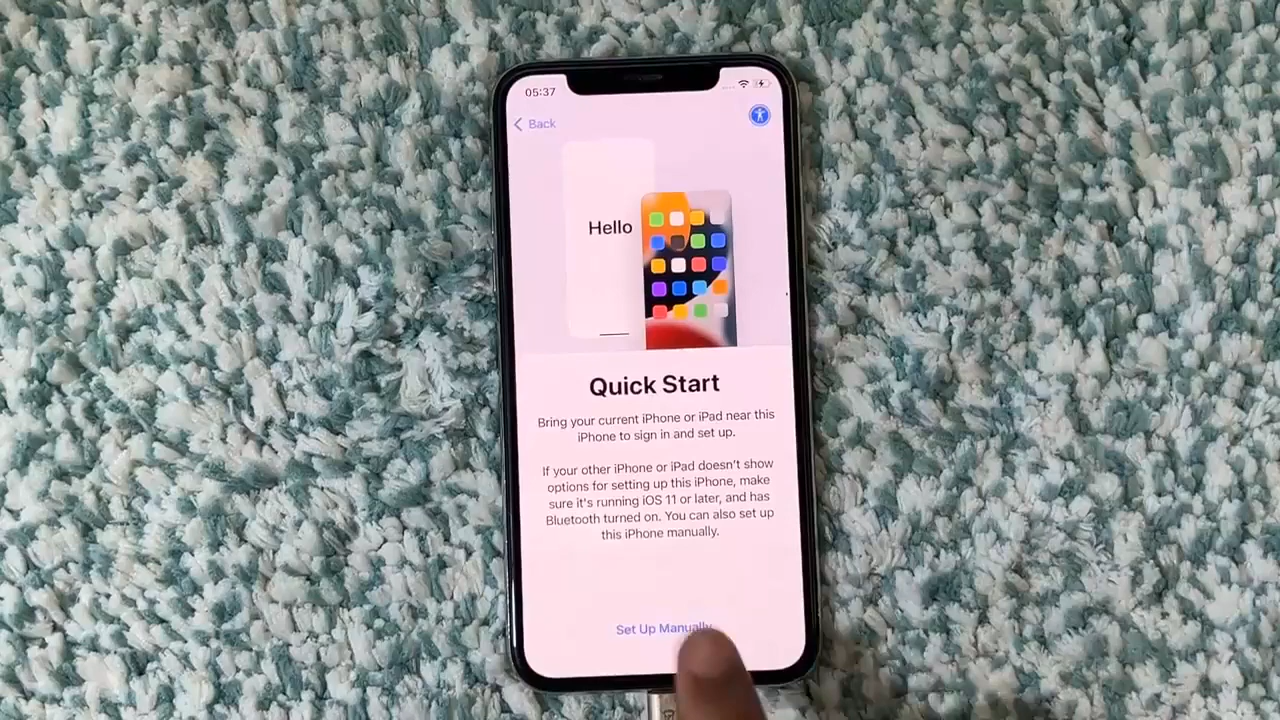 05:37
Back
Hello
Quick Start
Bring your current iPhone or iPad near this
iPhone to sign in and set up.
If your other iPhone or iPad doesn't show
options for setting up this iPhone, make
sure it's running iOS 11 or later, and has
Bluetooth turned on. You can also set up
this iPhone manually.
Set Up Manually